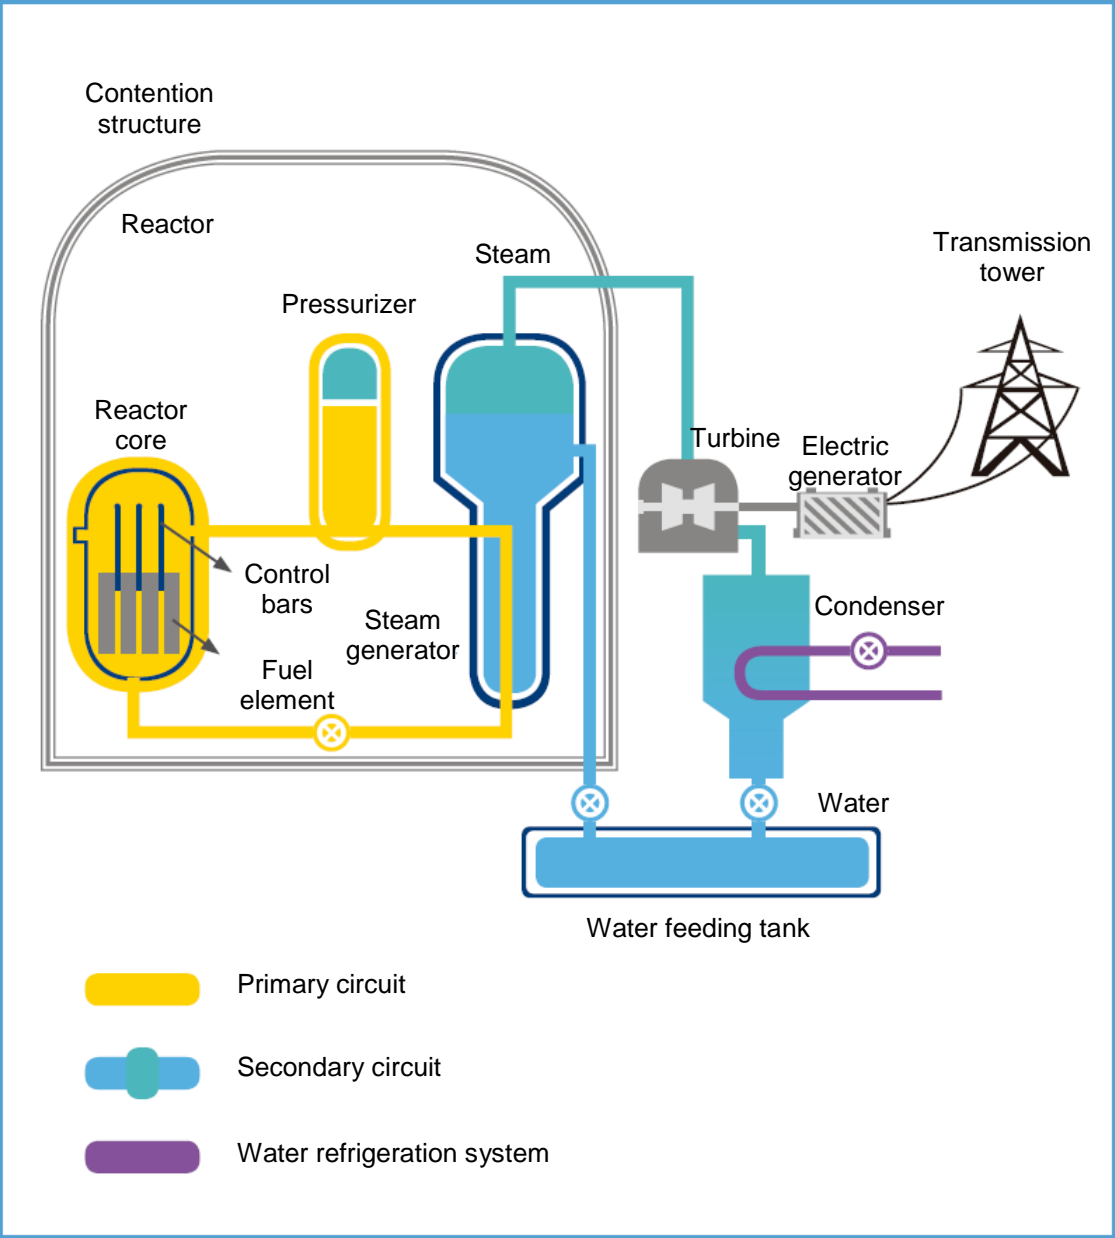 Contention
structure
Reactor
Steam
Transmission
tower
Pressurizer
Reactor
core
Turbine
Electric
generator
Control
bars
Steam
generator
Condenser
Fuel
element
Water
Water feeding tank
Primary circuit
Secondary circuit
Water refrigeration system